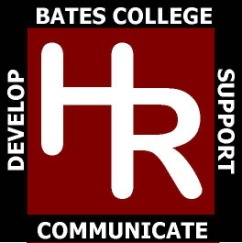 BATES COLLEGE
DEVELOP
HR
SUPPORT
COMMUNICATE